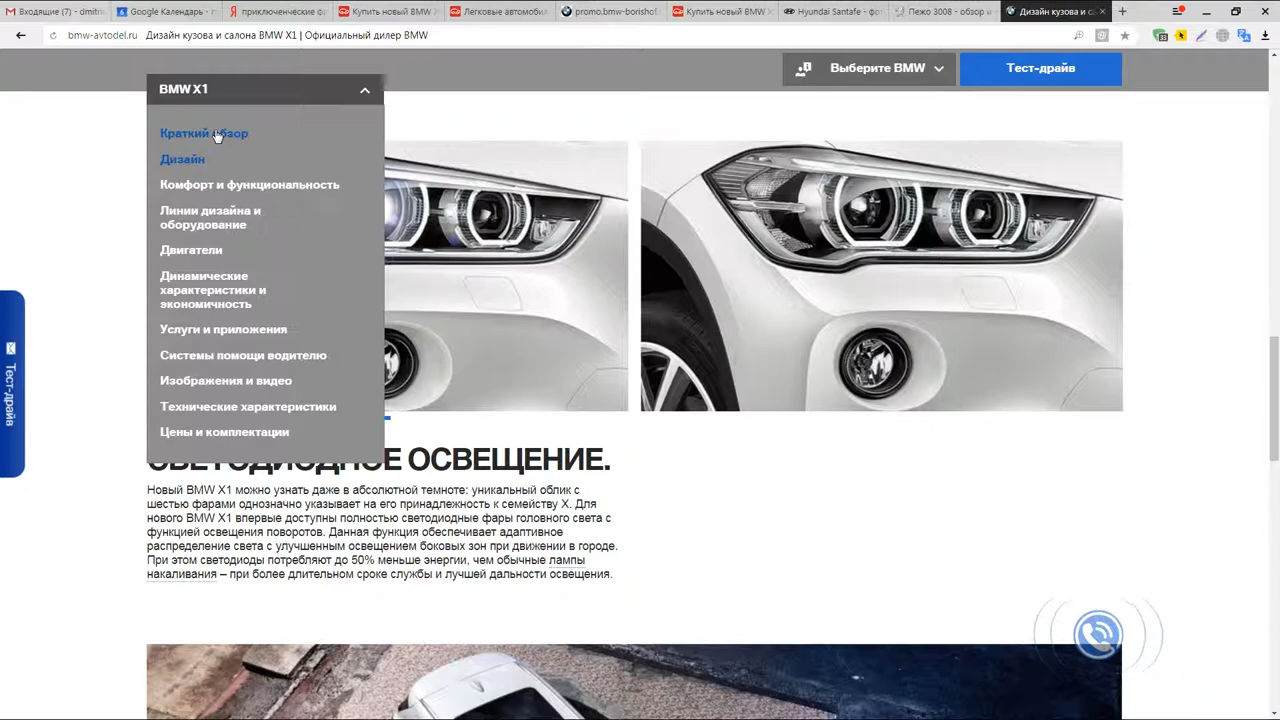 Входящие (7) - dmitri
Google Календарь - п
приключенческие фи
Купить новый BMW
Легковые автомобил
promo.bmw-borishof.
Купить новый BMW X
Hyundai Santafe - фо
Пежо 3008 - обзор и
Дизайн кузова и са
bmw-avtodel.ru Дизайн кузова и салона BMW X1 | Официальный дилер BMW
Выберите BMW
Тест-драйв
BMW X1
Краткий обзор
Дизайн
Комфорт и функциональность
Линии дизайна и
оборудование
Двигатели
Динамические
характеристики и
экономичность
Услуги и приложения
Системы помощи водителю
Изображения и видео
Технические характеристики
Цены и комплектации
Тест-драйв
СВЕТОДИОДНОЕ ОСВЕЩЕНИЕ.
Новый BMW X1 можно узнать даже в абсолютной темноте: уникальный облик с
шестью фарами однозначно указывает на его принадлежность к семейству X. Для
нового BMW X1 впервые доступны полностью светодиодные фары головного света с
функцией освещения поворотов. Данная функция обеспечивает адаптивное
распределение света с улучшенным освещением боковых зон при движении в городе.
При этом светодиоды потребляют до 50% меньше энергии, чем обычные лампы
накаливания – при более длительном сроке службы и лучшей дальности освещения.